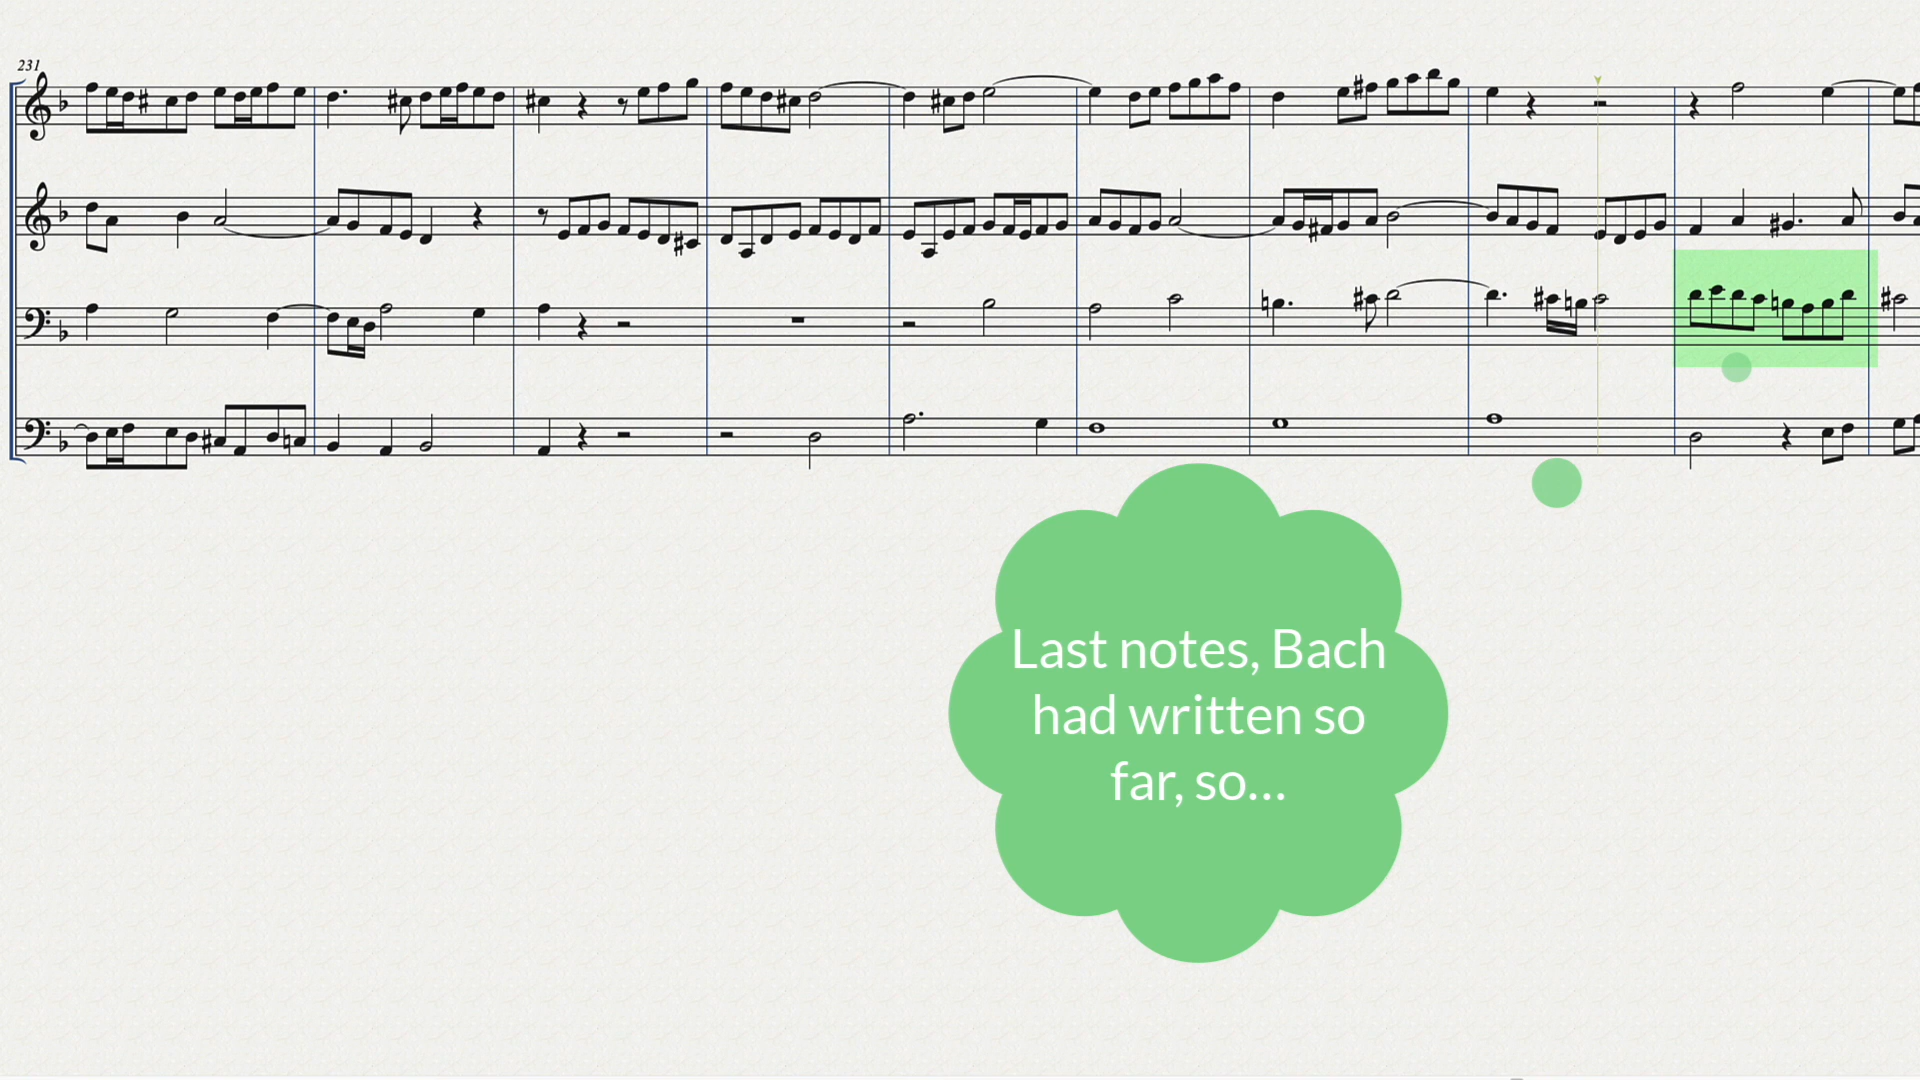 231
Last notes, Bach
had written so
far, so...